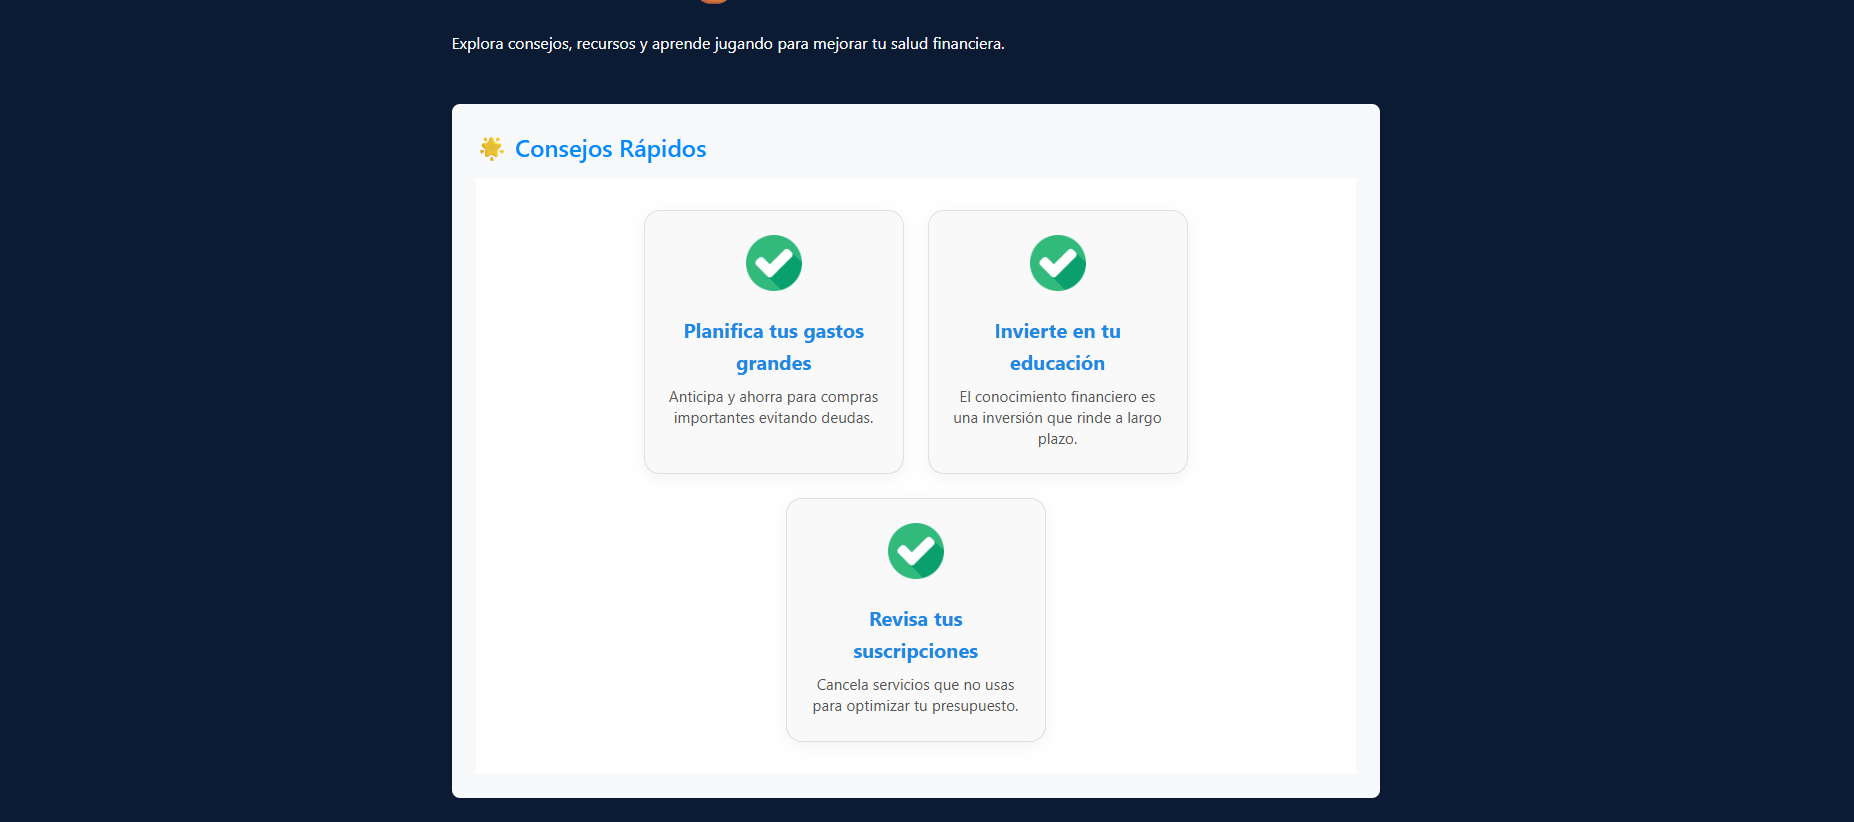 Explora consejos, recursos y aprende jugando para mejorar tu salud financiera.
Consejos Rápidos
Planifica tus gastos
grandes
Anticipa y ahorra para compras
importantes evitando deudas.
Invierte en tu
educación
El conocimiento financiero es
una inversión que rinde a largo
plazo.
Revisa tus
suscripciones
Cancela servicios que no usas
para optimizar tu presupuesto.